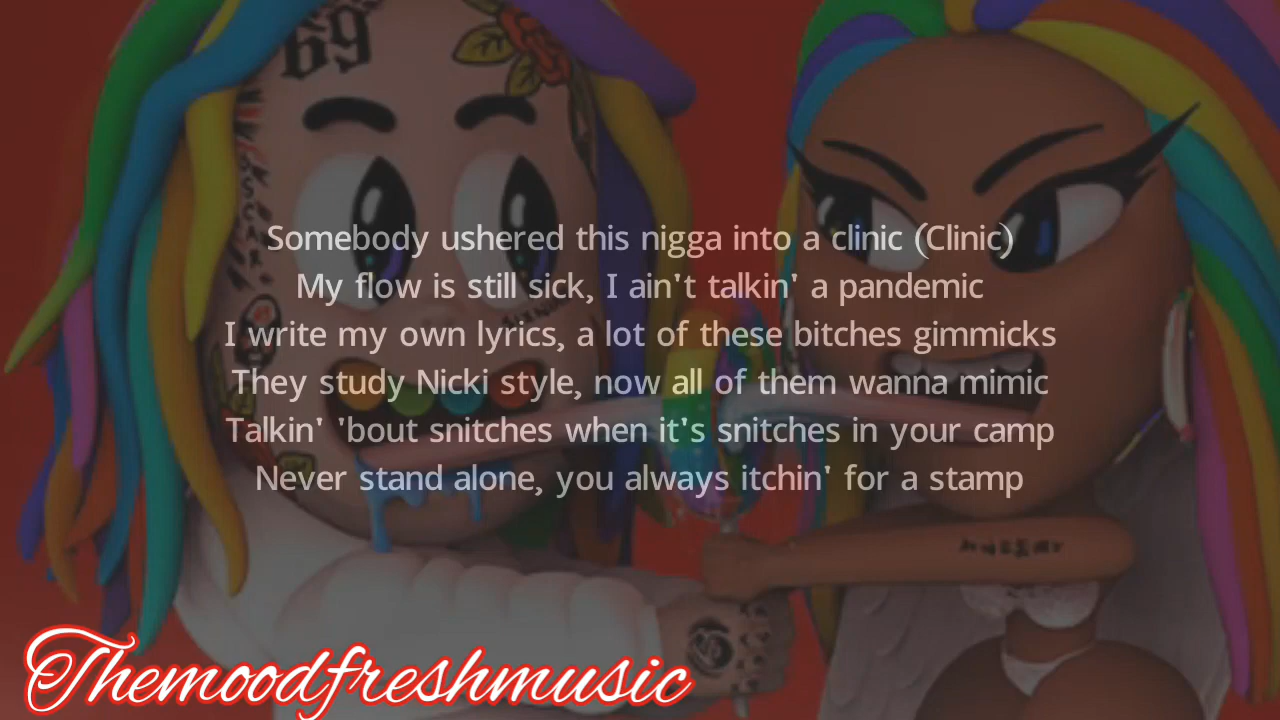 69
Somebody ushered this nigga into a clinic (Clinic)
My flow is still sick, I ain't talkin' a pandemic
I write my own lyrics, a lot of these bitches gimmicks
They study Nicki style, now all of them wanna mimic
Talkin' 'bout snitches when it's snitches in your camp
Never stand alone, you always itchin' for a stamp
Themoodfreshmusic